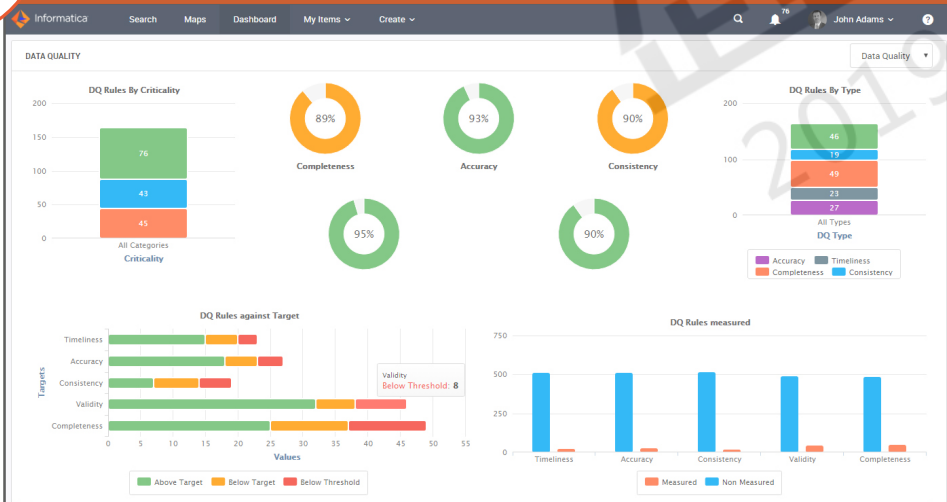 Informatica Search Maps Dashboard My Items Create 76 John Adams ?
DATA QUALITY Data Quality
DQ Rules By Criticality
200
150
100
50
0
76
43
45
All Categories
Criticality
89%
Completeness
93%
Accuracy
90%
Consistency
95%
90%
DQ Rules By Type
200
100
0
46
19
49
23
27
All Types
DQ Type
Accuracy Timeliness
Completeness Consistency
DQ Rules against Target
Targets
Timeliness
Accuracy
Consistency
Validity
Completeness
Validity
Below Threshold: 8
0 5 10 15 20 25 30 35 40 45 50 55
Values
Above Target Below Target Below Threshold
DQ Rules measured
750
500
250
0
Timeliness Accuracy Consistency Validity Completeness
Measured Non Measured
2019